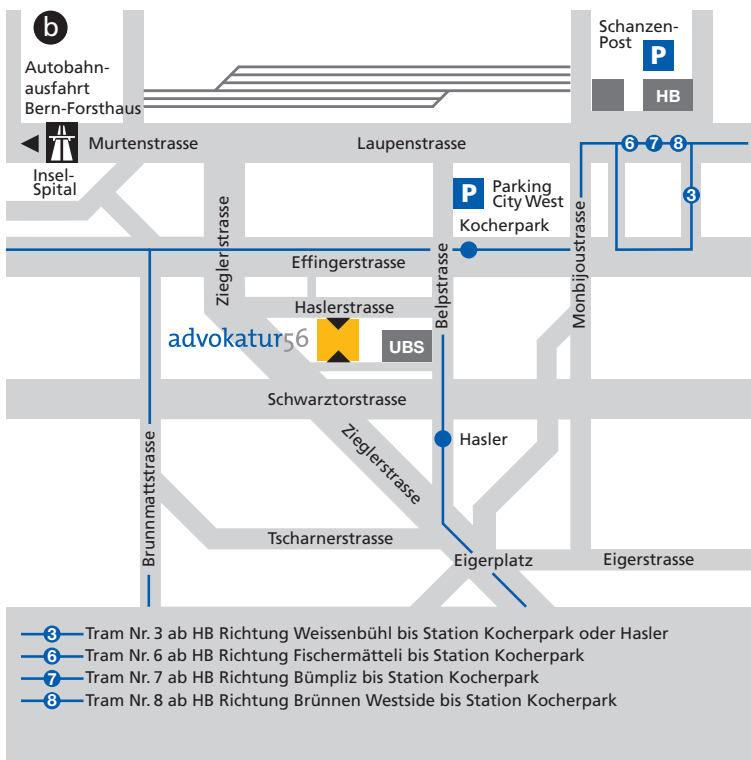 b
Autobahn-
ausfahrt
Bern-Forsthaus
Schanzen-
Post
P
HB
Murtenstrasse
Laupenstrasse
6 7 8
Insel-
Spital
3
P
Parking
City West
Kocherpark
Zieglerstrasse
Belpstrasse
Monbijoustrasse
Effingerstrasse
Haslerstrasse
advokatur56
UBS
Schwarztorstrasse
Zieglerstrasse
Hasler
Brunnmattstrasse
Tscharnerstrasse
Eigerplatz
Eigerstrasse
3 Tram Nr. 3 ab HB Richtung Weissenbühl bis Station Kocherpark oder Hasler
6 Tram Nr. 6 ab HB Richtung Fischermätteli bis Station Kocherpark
7 Tram Nr. 7 ab HB Richtung Bümpliz bis Station Kocherpark
8 Tram Nr. 8 ab HB Richtung Brünnen Westside bis Station Kocherpark